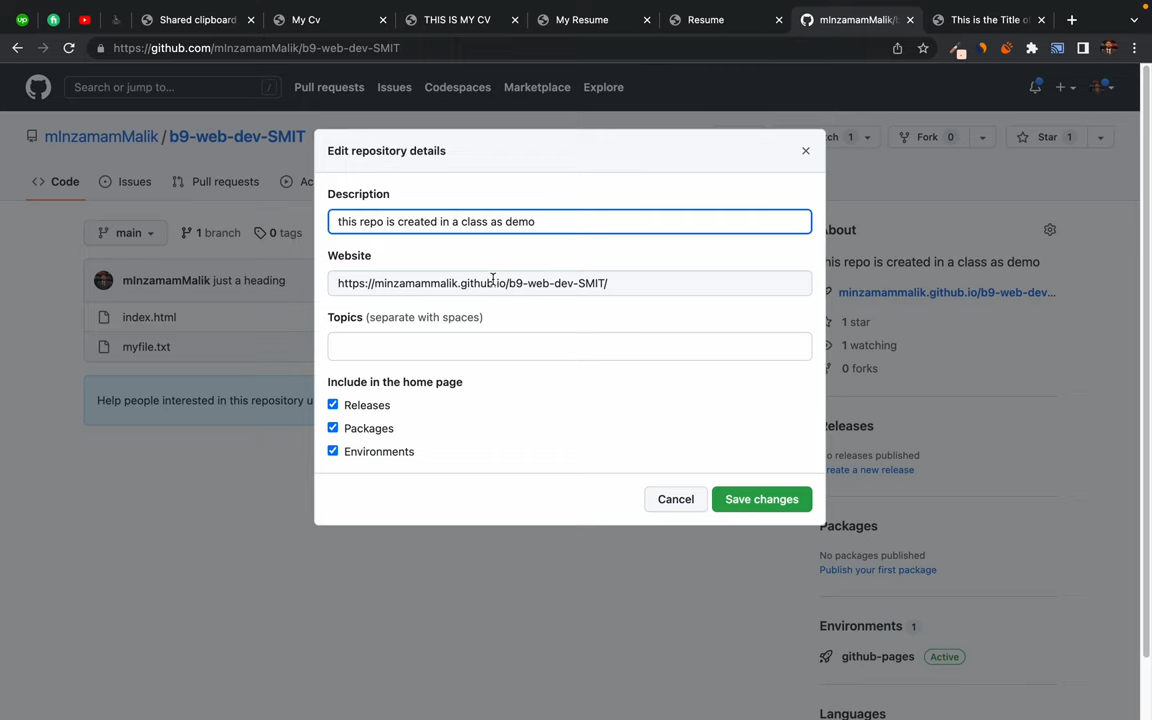 Shared clipboard
My Cv
THIS IS MY CV
My Resume
Resume
mInzamamMalik/b
This is the Title o
https://github.com/mInzamamMalik/b9-web-dev-SMIT
Search or jump to... /
Pull requests Issues Codespaces Marketplace Explore
mInzamamMalik / b9-web-dev-SMIT
ch 1 Fork 0 Star 1
Code Issues Pull requests Ac
main 1 branch 0 tags
mInzamamMalik just a heading
index.html
myfile.txt
Help people interested in this repository u
Edit repository details
Description
this repo is created in a class as demo
Website
https://minzamammalik.github.io/b9-web-dev-SMIT/
Topics (separate with spaces)
Include in the home page
Releases
Packages
Environments
Cancel Save changes
About
his repo is created in a class as demo
minzamammalik.github.io/b9-web-dev...
1 star
1 watching
0 forks
Releases
o releases published
reate a new release
Packages
No packages published
Publish your first package
Environments 1
github-pages Active
Languages